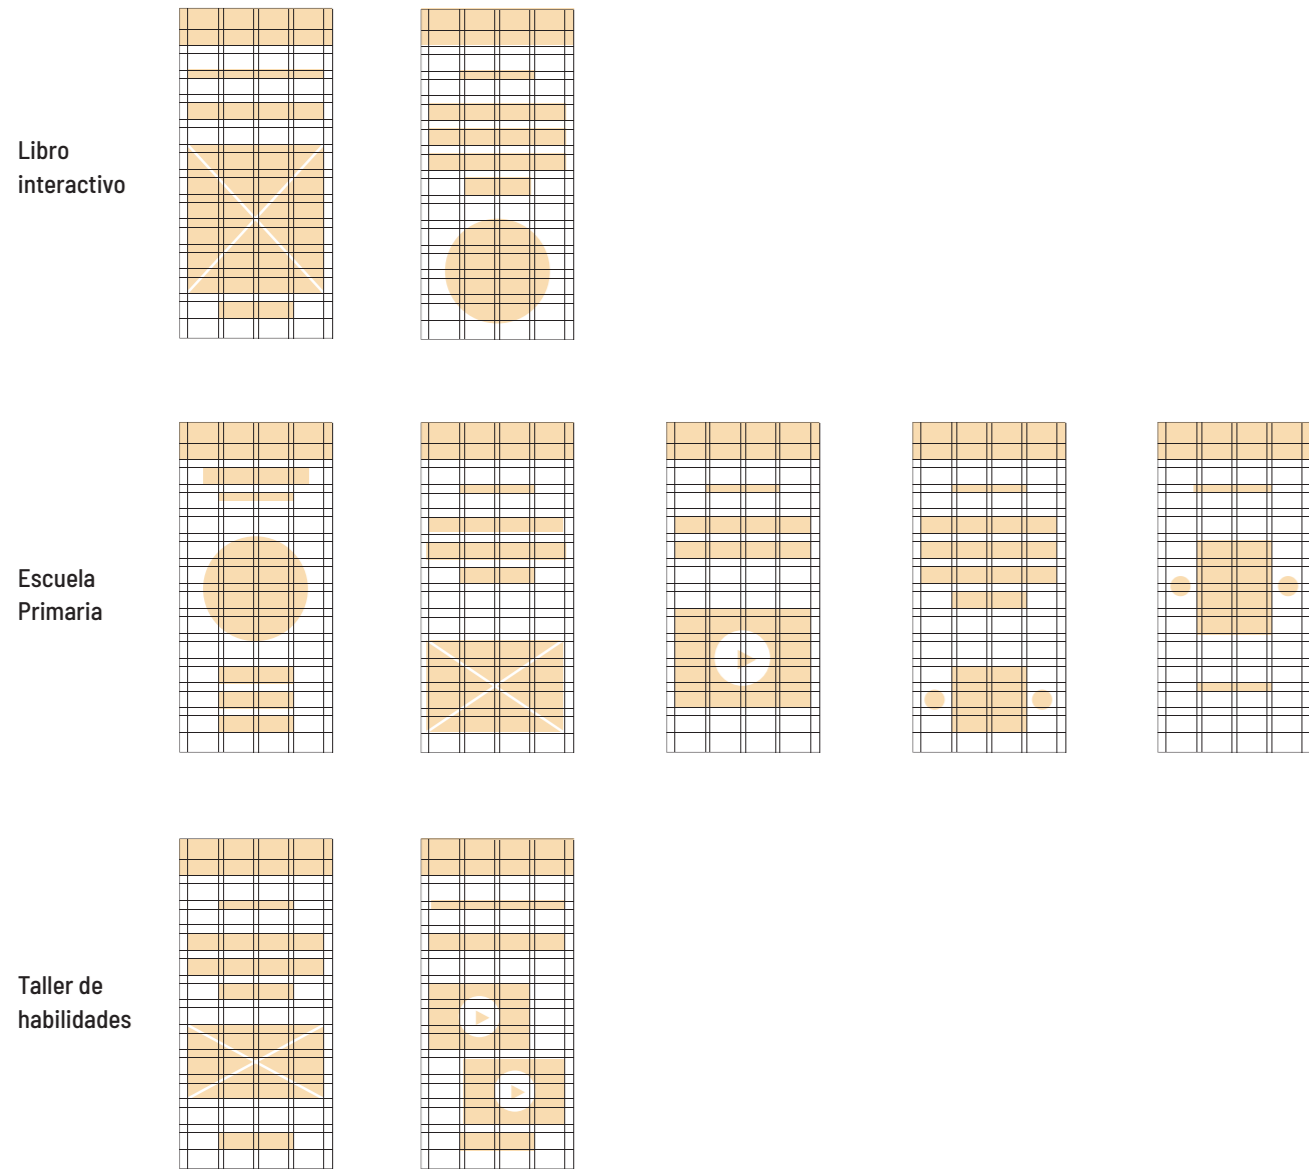 Libro
interactivo
Escuela
Primaria
Taller de
habilidades